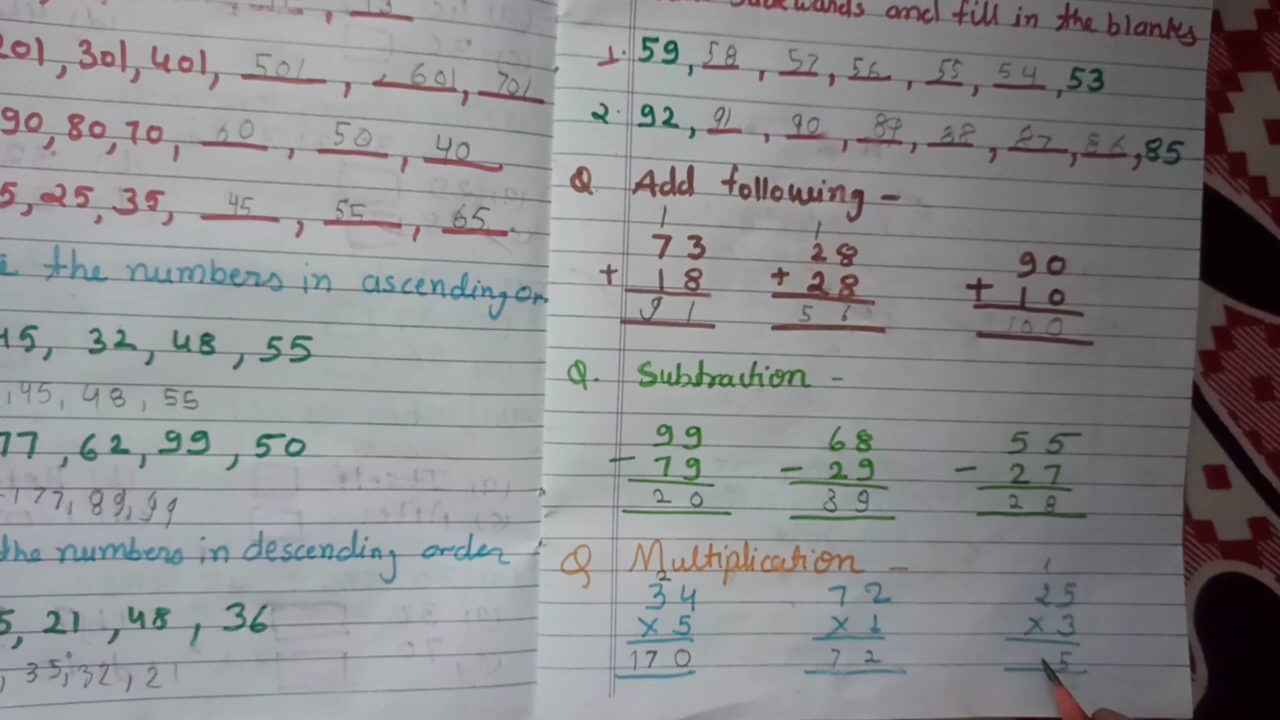 201, 301, 401, 501, 601, 701
90, 80, 70, 60, 50, 40
5, 25, 35, 45, 55, 65
the numbers in ascending or
45, 32, 48, 55
, 45, 48, 55
77, 62, 99, 50
77, 89, 99
the numbers in descending order
5, 21, 48, 36
, 35, 32, 21
and fill in the blanks
1. 59, 58, 57, 56, 55, 54, 53
2. 92, 91, 90, 89, 88, 87, 86, 85
Q. Add following -
1 1
73 28 90
+ 18 + 28 + 10
91 56 100
Q. Subtraction -
99 68 55
- 79 - 29 - 27
20 39 28
Q Multiplication -
2 1
34 72 25
x 5 x 1 x 3
170 72 5